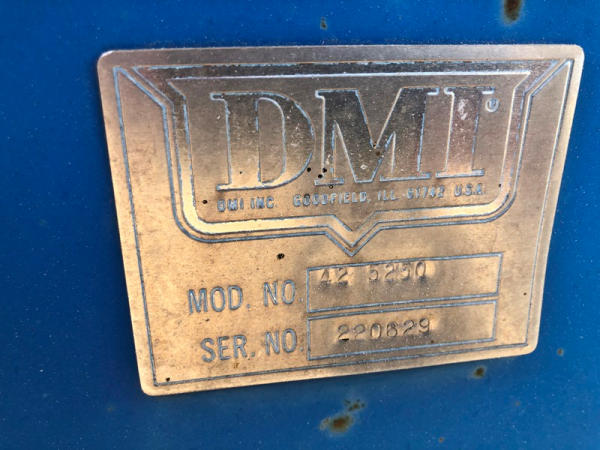 DMI®
DMI INC. GOODFIELD, ILL 61742 U.S.A.
MOD. NO. 42 5250
SER. NO. 220629